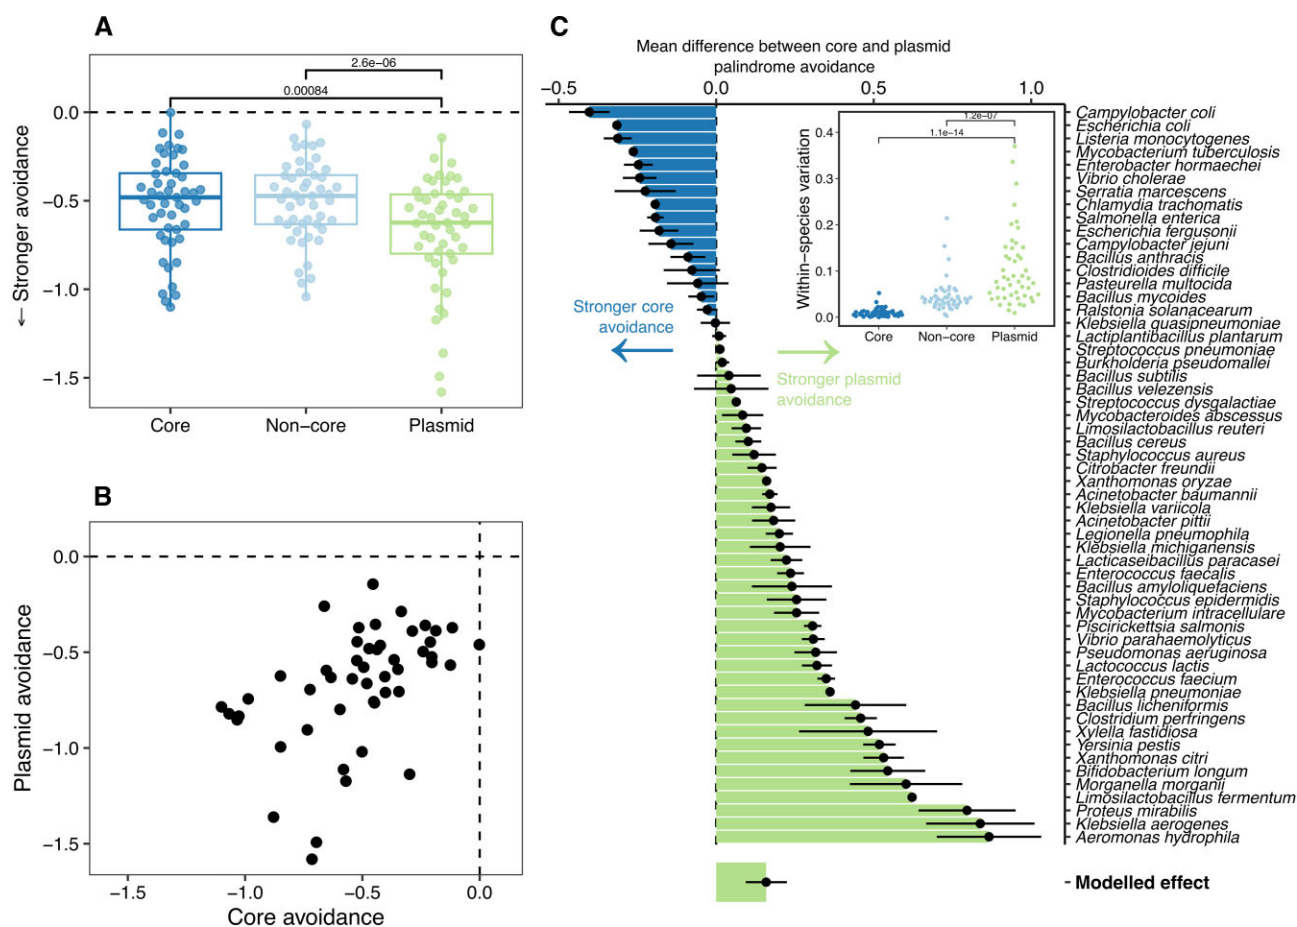 A
2.6e-06
0.00084
0.0
−0.5
−1.0
−1.5
← Stronger avoidance
Core
Non−core
Plasmid
B
0.0
−0.5
−1.0
−1.5
Plasmid avoidance
−1.5
−1.0
−0.5
0.0
Core avoidance
C
Mean difference between core and plasmid
palindrome avoidance
−0.5
0.0
0.5
1.0
Campylobacter coli
Escherichia coli
Listeria monocytogenes
Mycobacterium tuberculosis
Enterobacter hormaechei
Vibrio cholerae
Serratia marcescens
Chlamydia trachomatis
Salmonella enterica
Escherichia fergusonii
Campylobacter jejuni
Bacillus anthracis
Clostridioides difficile
Pasteurella multocida
Bacillus mycoides
Ralstonia solanacearum
Klebsiella quasipneumoniae
Lactiplantibacillus plantarum
Streptococcus pneumoniae
Burkholderia pseudomallei
Bacillus subtilis
Bacillus velezensis
Streptococcus dysgalactiae
Mycobacteroides abscessus
Limosilactobacillus reuteri
Bacillus cereus
Staphylococcus aureus
Citrobacter freundii
Xanthomonas oryzae
Acinetobacter baumannii
Klebsiella variicola
Acinetobacter pittii
Legionella pneumophila
Klebsiella michiganensis
Lacticaseibacillus paracasei
Enterococcus faecalis
Bacillus amyloliquefaciens
Staphylococcus epidermidis
Mycobacterium intracellulare
Piscirickettsia salmonis
Vibrio parahaemolyticus
Pseudomonas aeruginosa
Lactococcus lactis
Enterococcus faecium
Klebsiella pneumoniae
Bacillus licheniformis
Clostridium perfringens
Xylella fastidiosa
Yersinia pestis
Xanthomonas citri
Bifidobacterium longum
Morganella morganii
Limosilactobacillus fermentum
Proteus mirabilis
Klebsiella aerogenes
Aeromonas hydrophila
Modelled effect
Stronger core
avoidance
Stronger plasmid
avoidance
1.2e-07
1.1e-14
0.4
0.3
0.2
0.1
0.0
Within−species variation
Core
Non−core
Plasmid